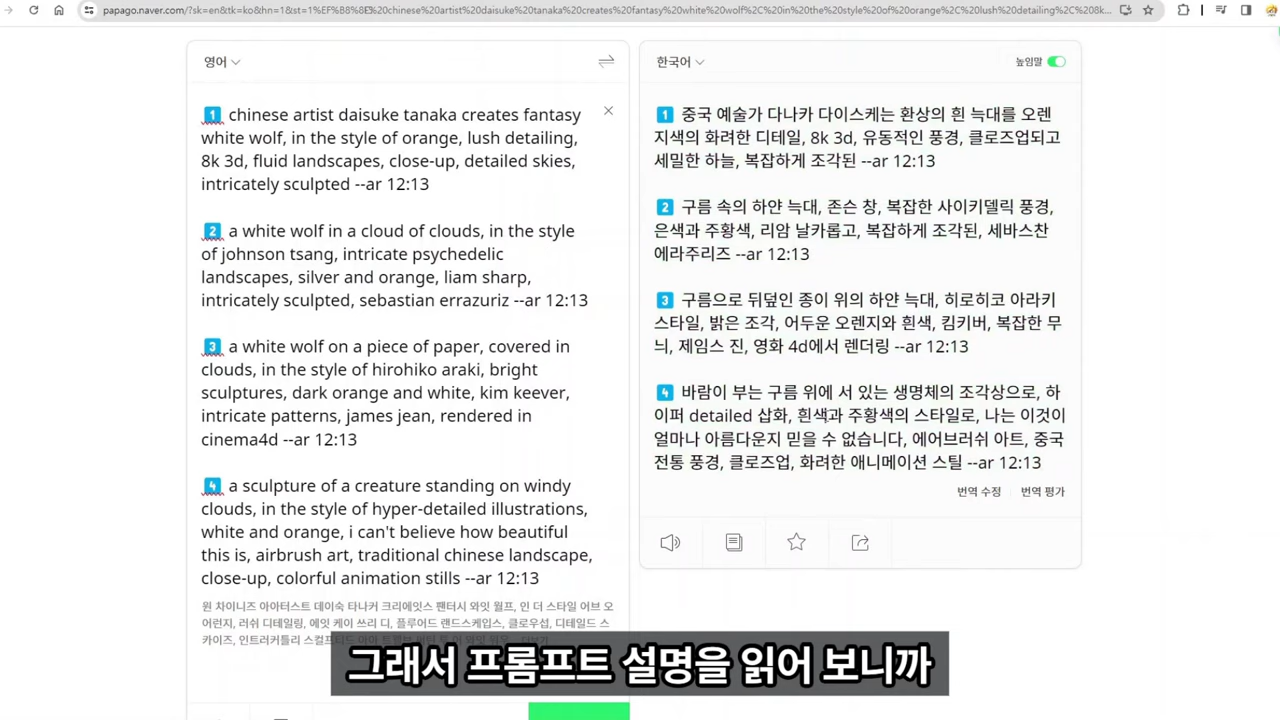 papago.naver.com/?sk=en&tk=ko&hn=1&st=1%EF%B8%8F%20chinese%20artist%20daisuke%20tanaka%20creates%20fantasy%20white%20wolf%2C%20in%20the%20style%20of%20orange%2C%20lush%20detailing%2C%208k...
영어
1 chinese artist daisuke tanaka creates fantasy
white wolf, in the style of orange, lush detailing,
8k 3d, fluid landscapes, close-up, detailed skies,
intricately sculpted --ar 12:13
2 a white wolf in a cloud of clouds, in the style
of johnson tsang, intricate psychedelic
landscapes, silver and orange, liam sharp,
intricately sculpted, sebastian errazuriz --ar 12:13
3 a white wolf on a piece of paper, covered in
clouds, in the style of hirohiko araki, bright
sculptures, dark orange and white, kim keever,
intricate patterns, james jean, rendered in
cinema4d --ar 12:13
4 a sculpture of a creature standing on windy
clouds, in the style of hyper-detailed illustrations,
white and orange, i can't believe how beautiful
this is, airbrush art, traditional chinese landscape,
close-up, colorful animation stills --ar 12:13
원 차이니즈 아아터스트 데이숙 타나커 크리에잇스 팬터시 와잇 월프, 인 더 스타일 어브 오
어런지, 러쉬 디테일링, 에잇 케이 쓰리 디, 플루어드 랜드스케입스, 클로우섭, 디테일드 스
카이즈, 인트러커틀리 스컬프터드
한국어
높임말
1 중국 예술가 다나카 다이스케는 환상의 흰 늑대를 오렌
지색의 화려한 디테일, 8k 3d, 유동적인 풍경, 클로즈업되고
세밀한 하늘, 복잡하게 조각된 --ar 12:13
2 구름 속의 하얀 늑대, 존슨 창, 복잡한 사이키델릭 풍경,
은색과 주황색, 리암 날카롭고, 복잡하게 조각된, 세바스찬
에라주리즈 --ar 12:13
3 구름으로 뒤덮인 종이 위의 하얀 늑대, 히로히코 아라키
스타일, 밝은 조각, 어두운 오렌지와 흰색, 킴키버, 복잡한 무
늬, 제임스 진, 영화 4d에서 렌더링 --ar 12:13
4 바람이 부는 구름 위에 서 있는 생명체의 조각상으로, 하
이퍼 detailed 삽화, 흰색과 주황색의 스타일로, 나는 이것이
얼마나 아름다운지 믿을 수 없습니다, 에어브러쉬 아트, 중국
전통 풍경, 클로즈업, 화려한 애니메이션 스틸 --ar 12:13
번역 수정 번역 평가
그래서 프롬프트 설명을 읽어 보니까